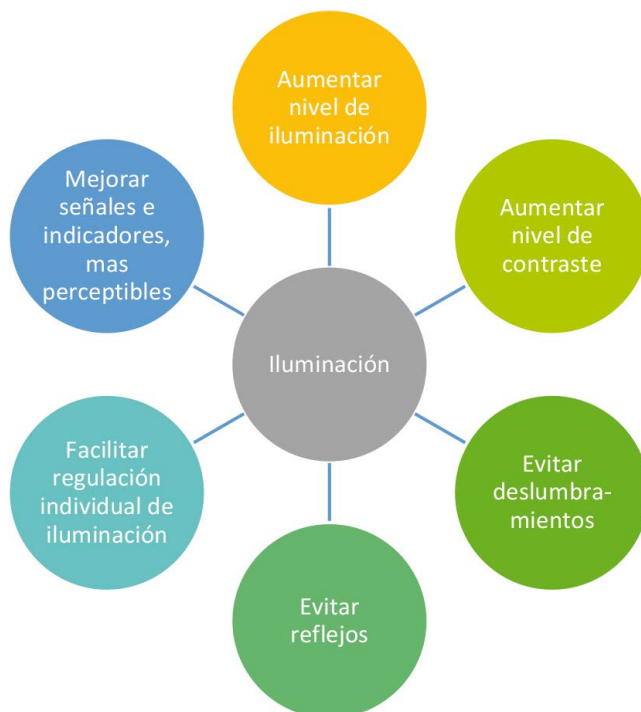 Aumentar
nivel de
iluminación
Aumentar
nivel de
contraste
Evitar
deslumbra-
mientos
Evitar
reflejos
Facilitar
regulación
individual de
iluminación
Mejorar
señales e
indicadores,
mas
perceptibles
Iluminación